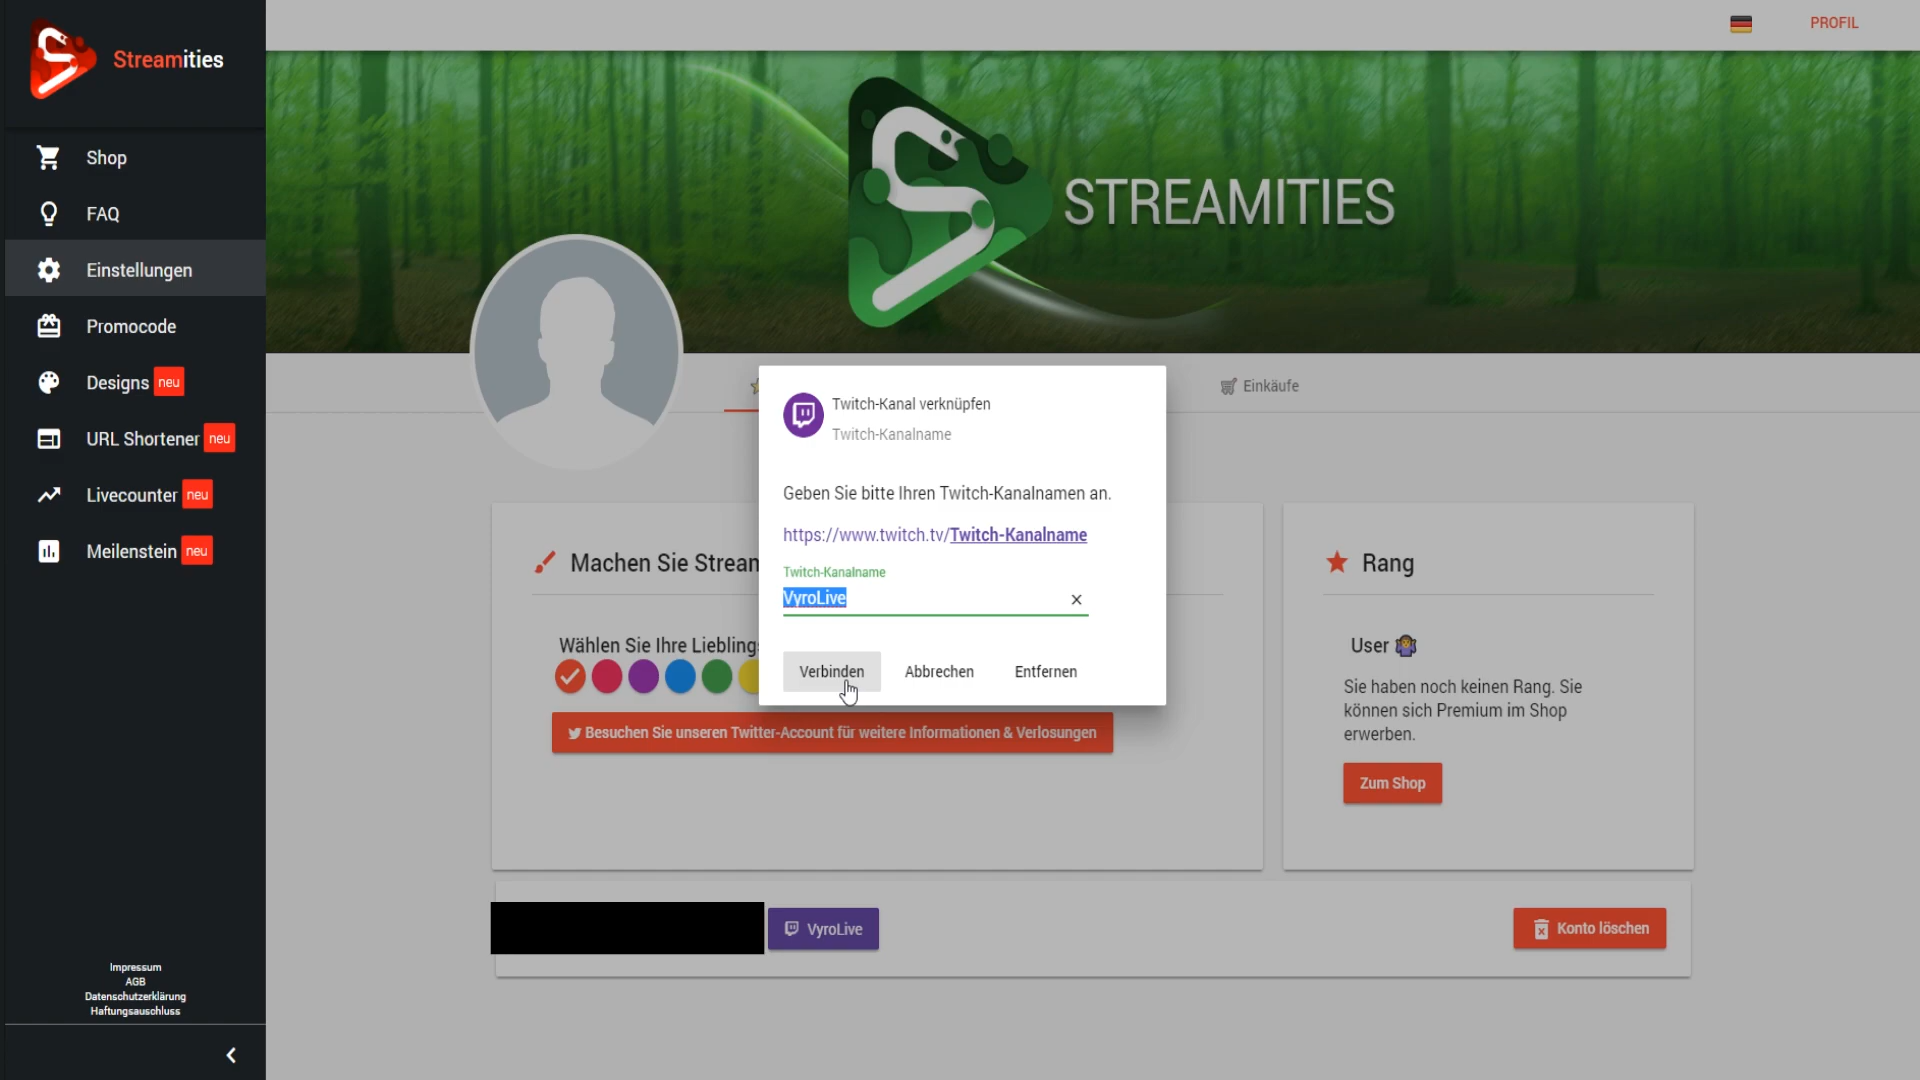 Streamities
Shop
FAQ
Einstellungen
Promocode
Designs neu
URL Shortener neu
Livecounter neu
Meilenstein neu
Impressum
AGB
Datenschutzerklärung
Haftungsauschluss
PROFIL
STREAMITIES
Einkäufe
Twitch-Kanal verknüpfen
Twitch-Kanalname
Geben Sie bitte Ihren Twitch-Kanalnamen an.
https://www.twitch.tv/Twitch-Kanalname
Twitch-Kanalname
VyroLive
Verbinden Abbrechen Entfernen
Machen Sie
Wählen Sie Ihre
Besuchen Sie unseren Twitter-Account für weitere Informationen & Verlosungen
Rang
User
Sie haben noch keinen Rang. Sie
können sich Premium im Shop
erwerben.
Zum Shop
VyroLive
Konto löschen